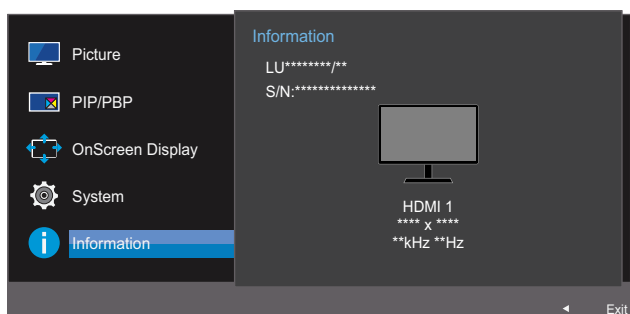 Picture
PIP/PBP
OnScreen Display
System
Information
Information
LU********/**
S/N:**************
HDMI 1
**** x ****
**kHz **Hz
Exit